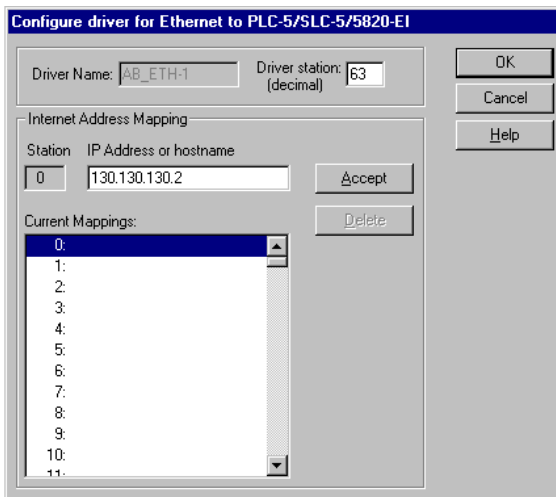 Configure driver for Ethernet to PLC-5/SLC-5/5820-EI
Driver Name: AB_ETH-1 Driver station: 63
(decimal)
OK
Cancel
Help
Internet Address Mapping
Station IP Address or hostname
0 130.130.130.2 Accept
Current Mappings: Delete
0:
1:
2:
3:
4:
5:
6:
7:
8:
9:
10:
11: